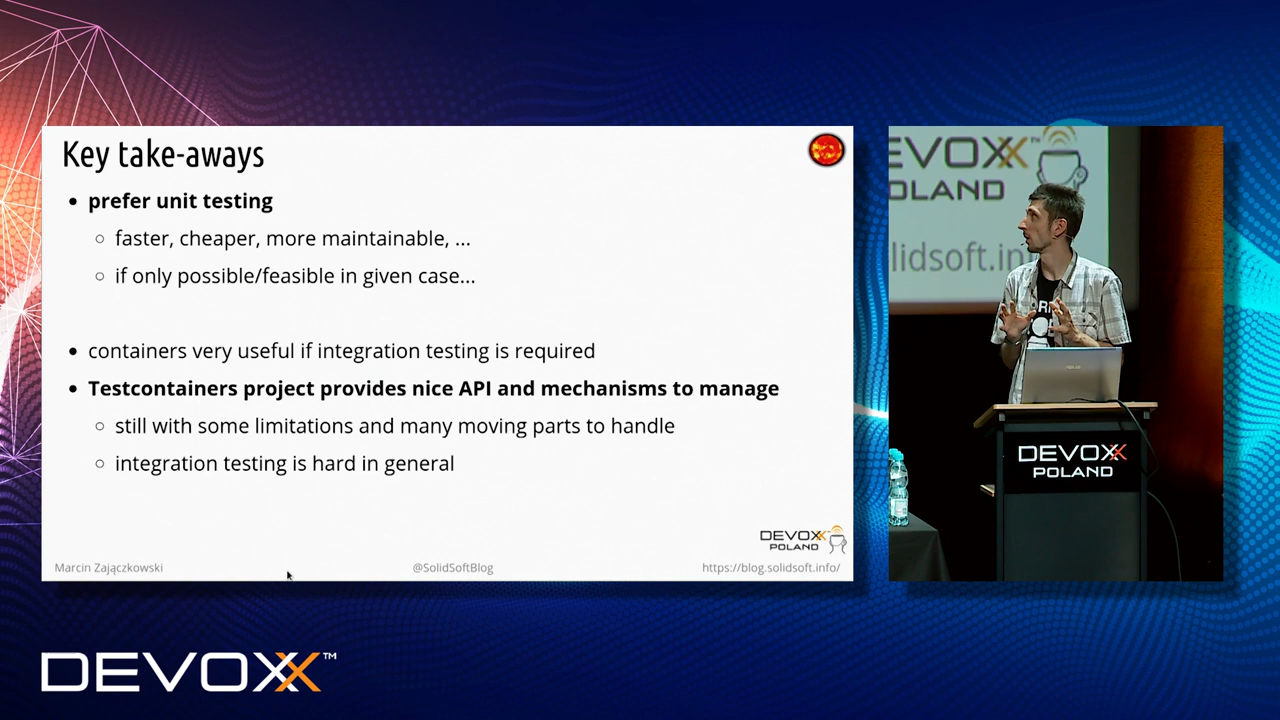 Key take-aways
prefer unit testing
faster, cheaper, more maintainable, ...
if only possible/feasible in given case...
containers very useful if integration testing is required
Testcontainers project provides nice API and mechanisms to manage
still with some limitations and many moving parts to handle
integration testing is hard in general
DEVOXX™
POLAND
Marcin Zajączkowski
@SolidSoftBlog
https://blog.solidsoft.info/
EVOXX™
OLAND
lidsoft.in
DEVOXX
POLAND
DEVOXX™